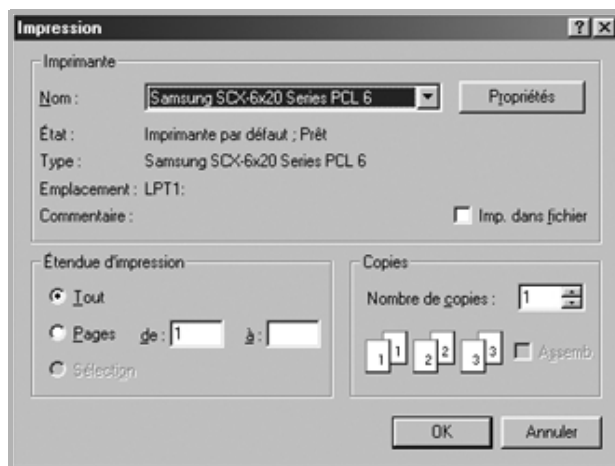 Impression
Imprimante
Nom :
Samsung SCX-6x20 Series PCL 6
Propriétés
État :
Imprimante par défaut ; Prêt
Type :
Samsung SCX-6x20 Series PCL 6
Emplacement : LPT1:
Commentaire :
Imp. dans fichier
Étendue d'impression
Tout
Pages de : 1 à :
Sélection
Copies
Nombre de copies : 1
1 1 2 2 3 3 Assemb
OK Annuler